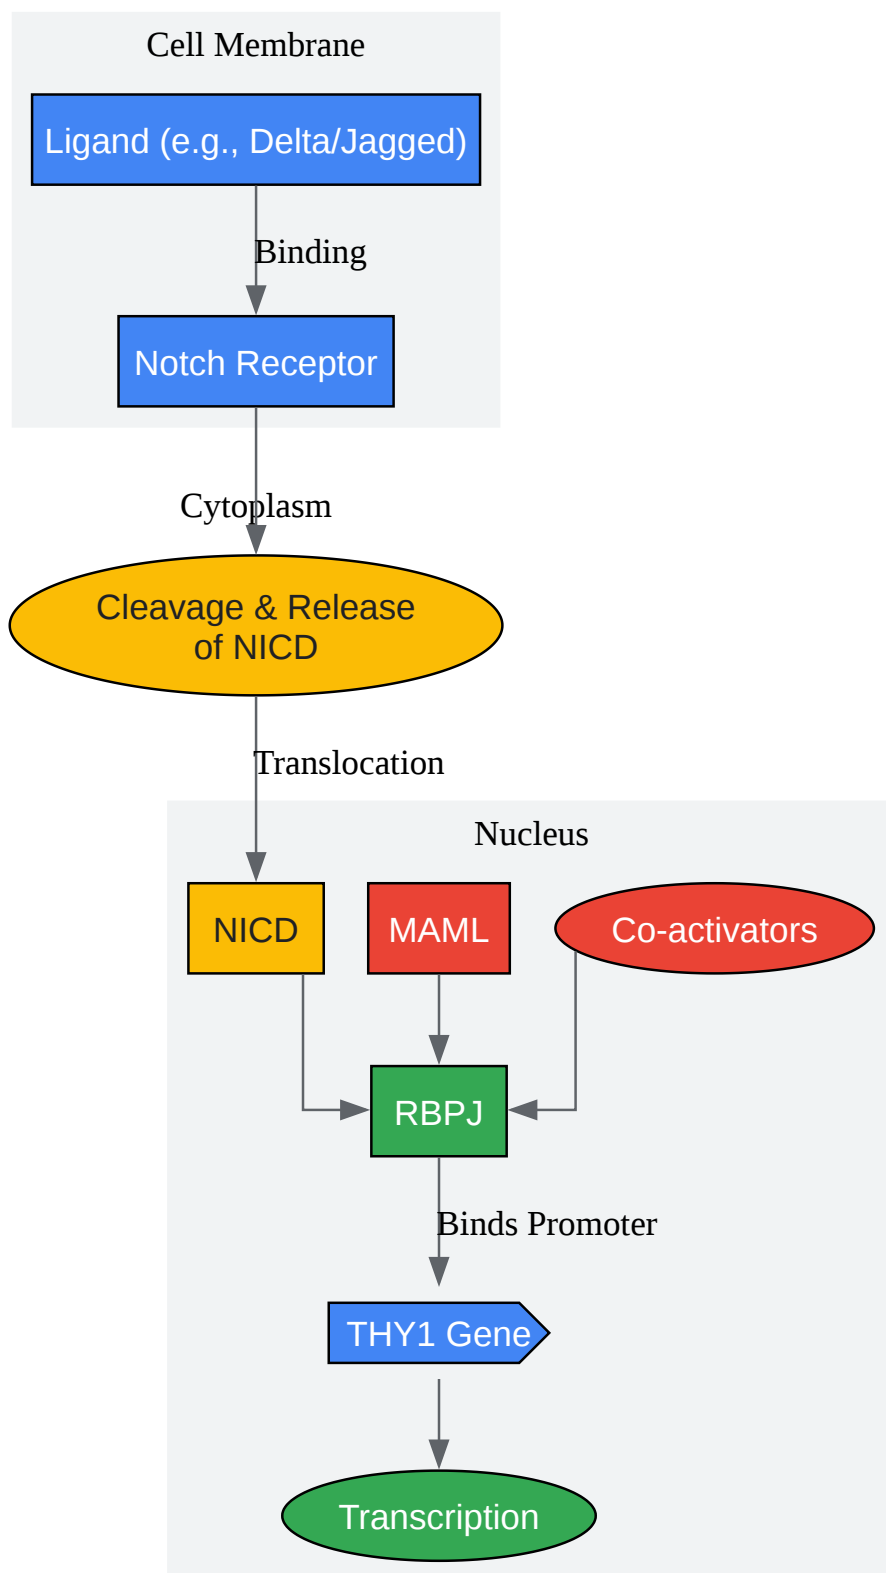 Cell Membrane
Ligand (e.g., Delta/Jagged)
Binding
Notch Receptor
Cytoplasm
Cleavage & Release
of NICD
Translocation
Nucleus
NICD
MAML
Co-activators
RBPJ
Binds Promoter
THY1 Gene
Transcription